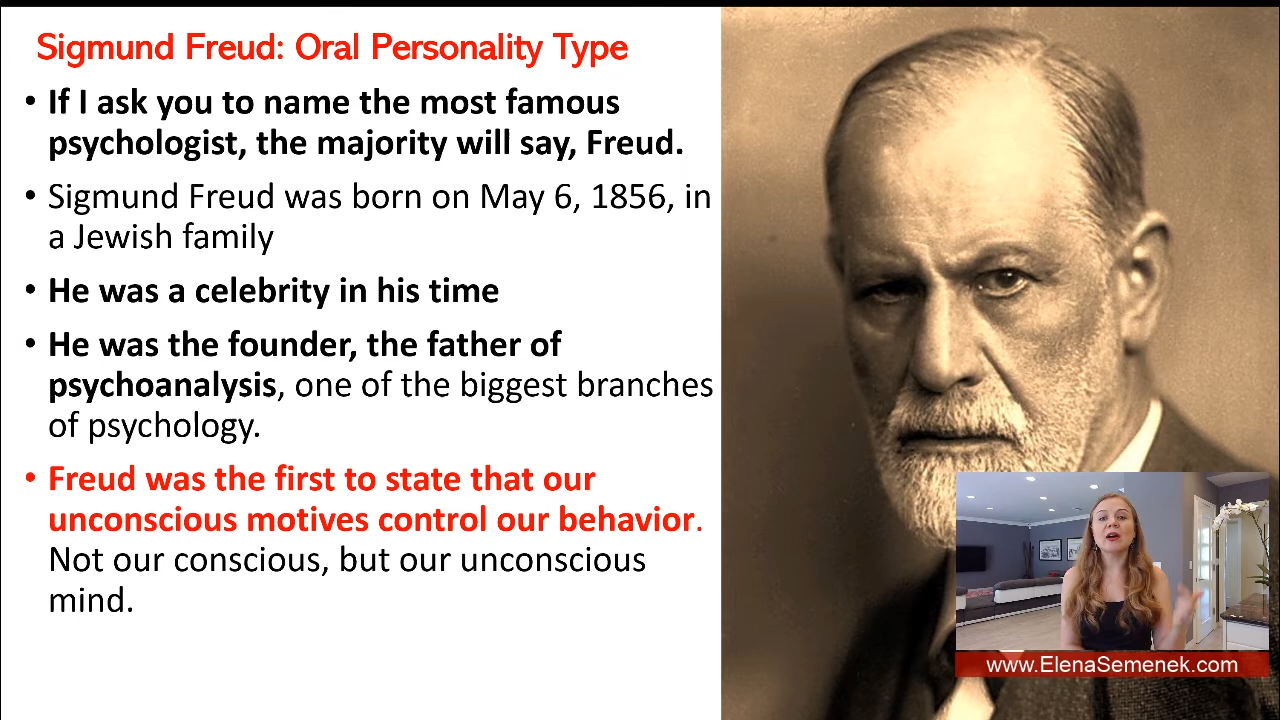 Sigmund Freud: Oral Personality Type
• If I ask you to name the most famous
psychologist, the majority will say, Freud.
• Sigmund Freud was born on May 6, 1856, in
a Jewish family
• He was a celebrity in his time
• He was the founder, the father of
psychoanalysis, one of the biggest branches
of psychology.
• Freud was the first to state that our
unconscious motives control our behavior.
Not our conscious, but our unconscious
mind.
www.ElenaSemenek.com